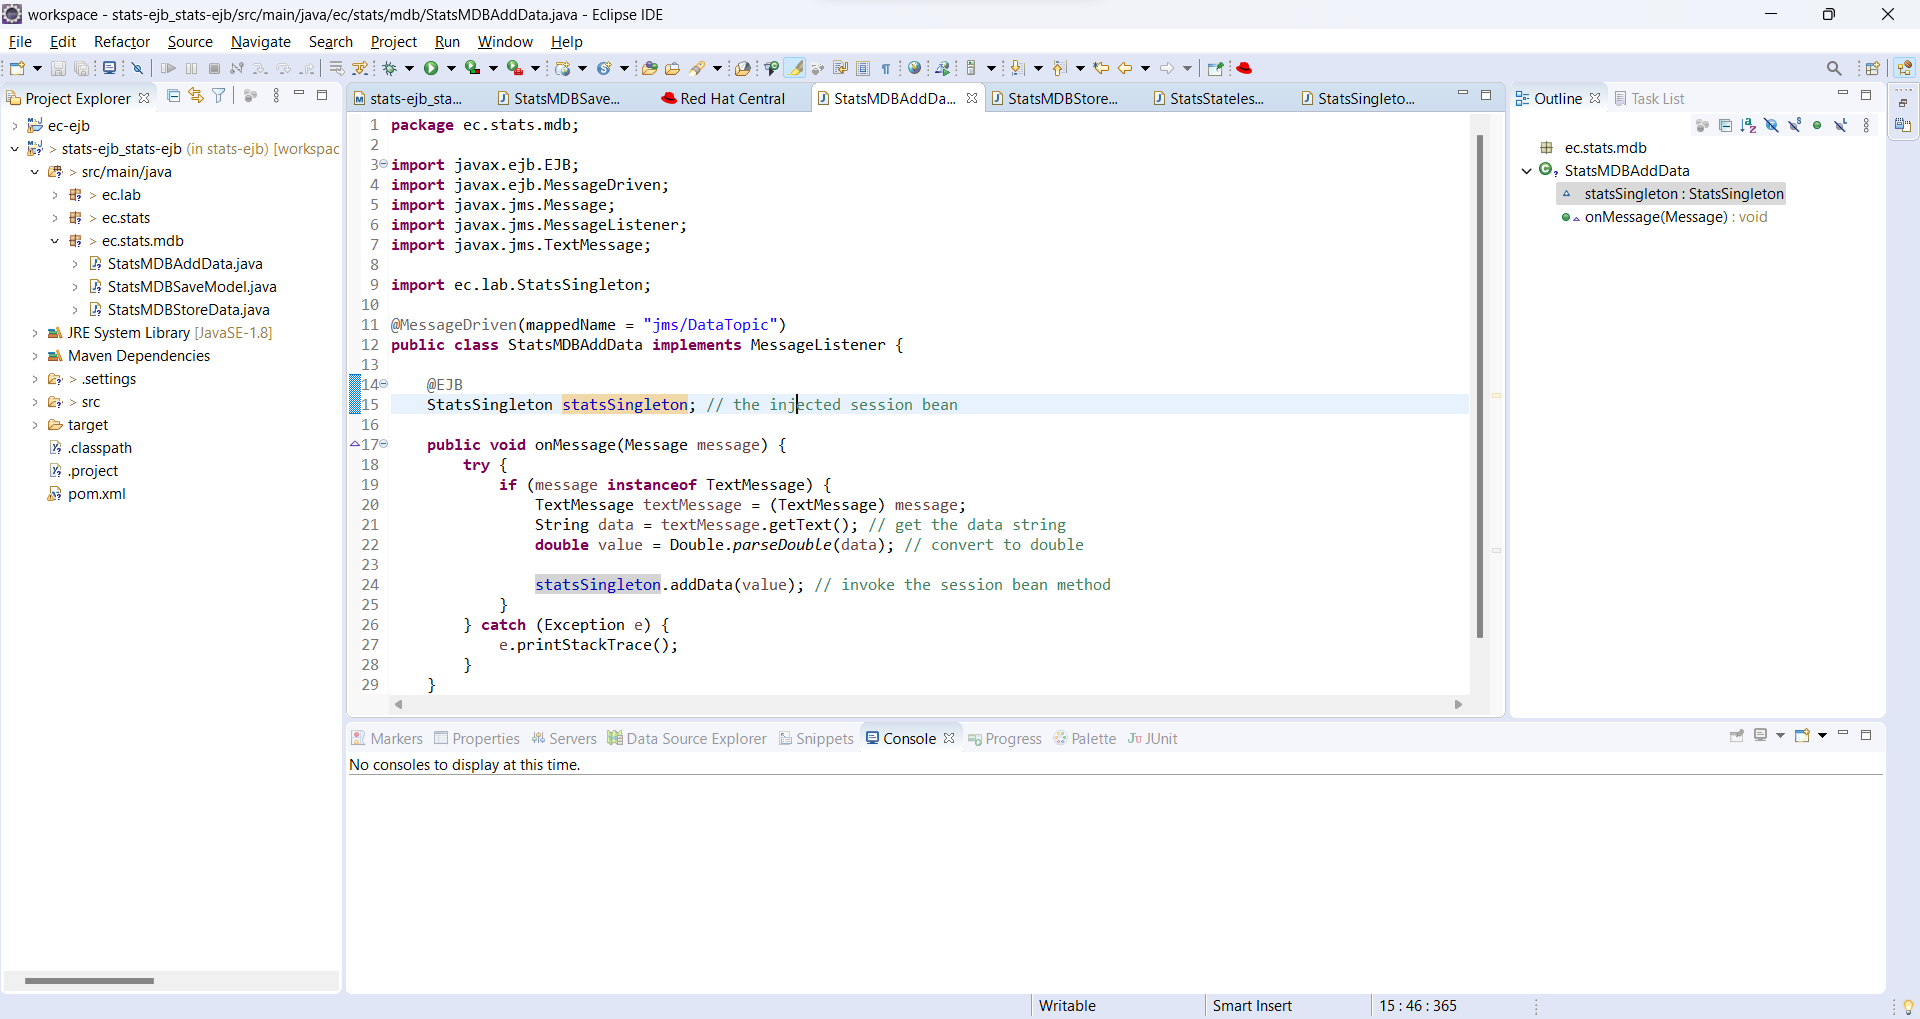 workspace - stats-ejb_stats-ejb/src/main/java/ec/stats/mdb/StatsMDBAddData.java - Eclipse IDE
File Edit Refactor Source Navigate Search Project Run Window Help
Project Explorer
ec-ejb
> stats-ejb_stats-ejb (in stats-ejb) [workspac
> src/main/java
> ec.lab
> ec.stats
> ec.stats.mdb
StatsMDBAddData.java
StatsMDBSaveModel.java
StatsMDBStoreData.java
JRE System Library [JavaSE-1.8]
Maven Dependencies
> .settings
> src
target
.classpath
.project
pom.xml
stats-ejb_sta... StatsMDBSave... Red Hat Central StatsMDBAddDa... StatsMDBStore... StatsStateles... StatsSingleto...
1 package ec.stats.mdb;
2
3 import javax.ejb.EJB;
4 import javax.ejb.MessageDriven;
5 import javax.jms.Message;
6 import javax.jms.MessageListener;
7 import javax.jms.TextMessage;
8
9 import ec.lab.StatsSingleton;
10
11 @MessageDriven(mappedName = "jms/DataTopic")
12 public class StatsMDBAddData implements MessageListener {
13
14 @EJB
15 StatsSingleton statsSingleton; // the injected session bean
16
17 public void onMessage(Message message) {
18 try {
19 if (message instanceof TextMessage) {
20 TextMessage textMessage = (TextMessage) message;
21 String data = textMessage.getText(); // get the data string
22 double value = Double.parseDouble(data); // convert to double
23
24 statsSingleton.addData(value); // invoke the session bean method
25 }
26 } catch (Exception e) {
27 e.printStackTrace();
28 }
29 }
Outline Task List
ec.stats.mdb
StatsMDBAddData
statsSingleton : StatsSingleton
onMessage(Message) : void
Markers Properties Servers Data Source Explorer Snippets Console Progress Palette JUnit
No consoles to display at this time.
Writable Smart Insert 15 : 46 : 365